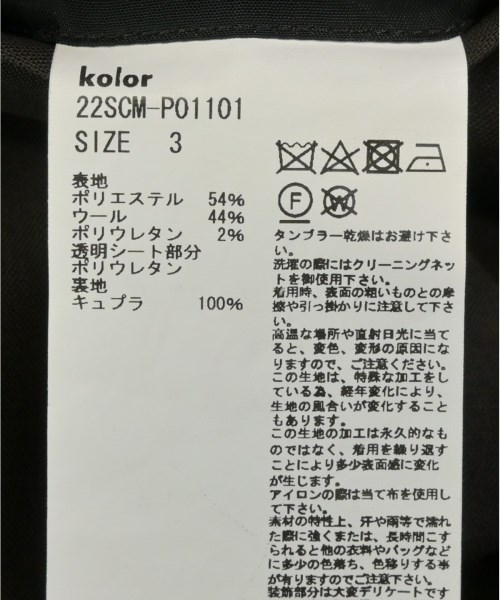 kolor
22SCM-P01101
SIZE 3
表地
ポリエステル 54%
ウール 44%
ポリウレタン 2%
透明シート部分
ポリウレタン
裏地
キュプラ 100%
F
W
タンブラー乾燥はお避け下さ
い。
洗濯の際にはクリーニングネッ
トを御使用下さい。
着用時、表面の粗いものとの摩
擦や引っ掛かりに注意して下さ
い。
高温な場所や直射日光に当て
ると、変色、変形の原因にな
りますので、ご注意ください。
この生地は、特殊な加工をし
ている為、経年変化により、
生地の風合いが変化すること
もあります。
この生地の加工は永久的なも
のではなく、着用を繰り返す
ことにより多少表面感に変化
が生じます。
アイロンの際は当て布を使用し
て下さい。
素材の特性上、汗や雨等で濡れ
た際に強くまたは、長時間こす
られると他の衣料やバッグなど
に多少の色落ち、色移りする事
が有りますのでご注意下さい。
装飾部分は大変デリケートです